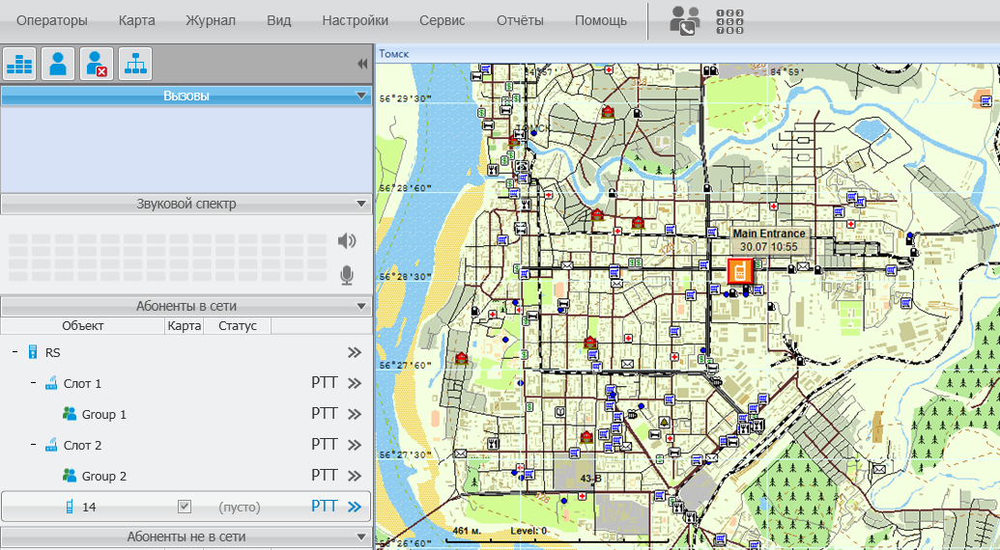 Операторы Карта Журнал Вид Настройки Сервис Отчёты Помощь
Томск
Вызовы
Звуковой спектр
Абоненты в сети
Объект Карта Статус
RS
Слот 1 PTT
Group 1 PTT
Слот 2 PTT
Group 2 PTT
14 (пусто) PTT
Абоненты не в сети
84°57' 84°59'
56°29'30"
ТОМСК
56°28'60"
Main Entrance
30.07 10:55
56°28'30"
56°27'60"
56°27'30"
43-B
461 м. Level: 0
56°26'60"